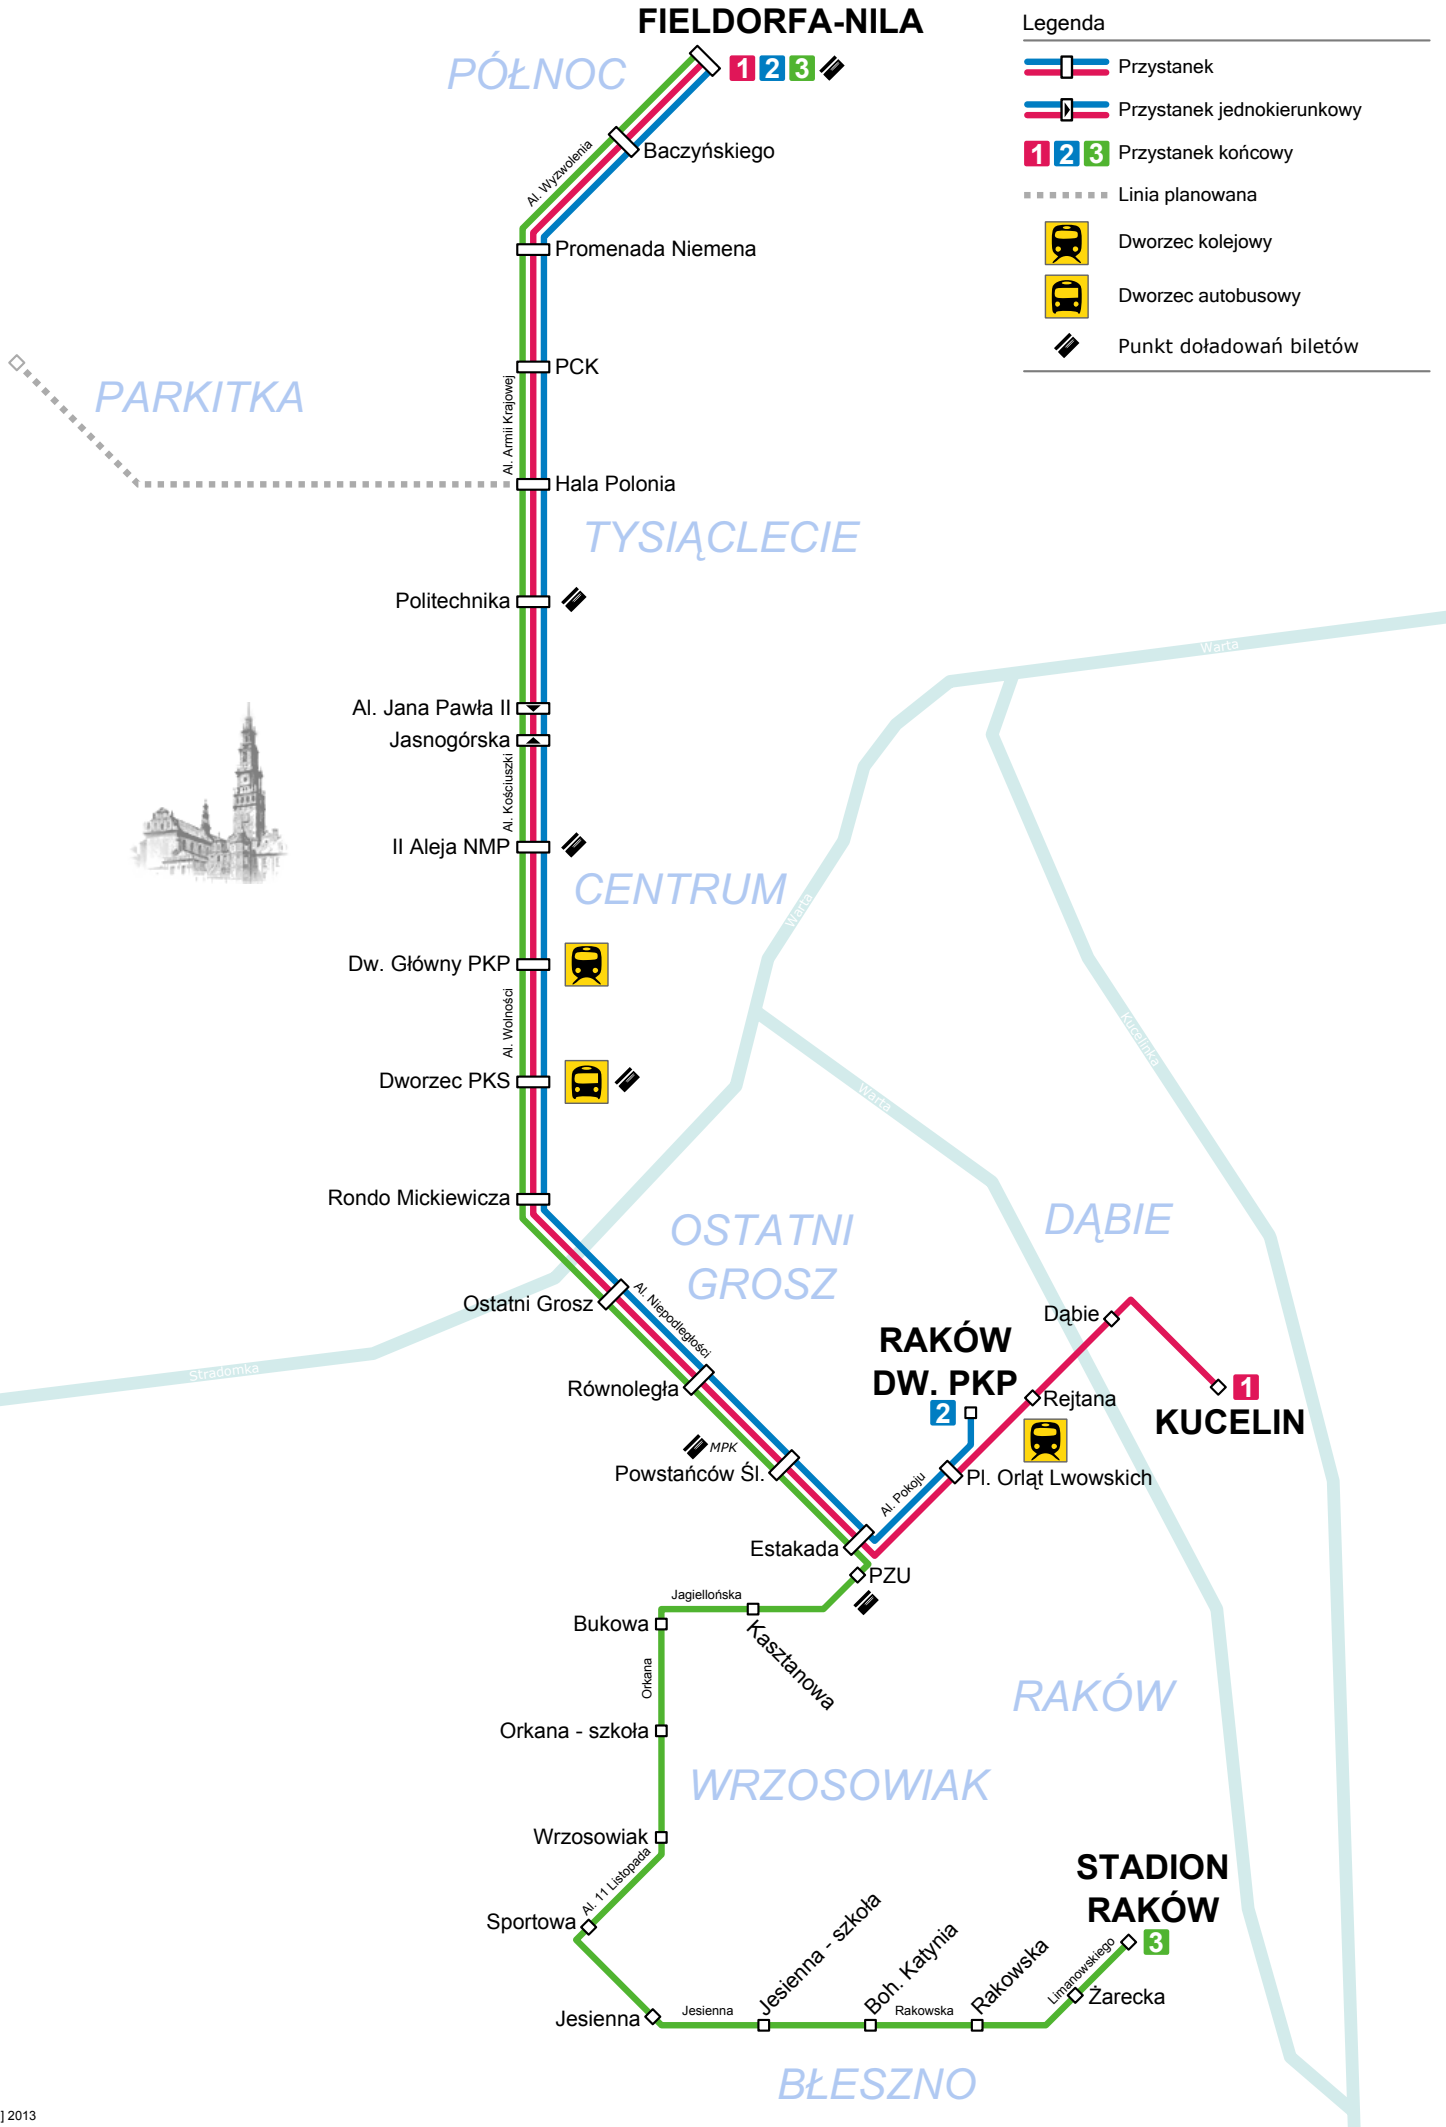 FIELDORFA-NILA
1 2 3
PÓŁNOC
Legenda
Przystanek
Przystanek jednokierunkowy
1 2 3 Przystanek końcowy
Linia planowana
Dworzec kolejowy
Dworzec autobusowy
Punkt doładowań biletów
Al. Wyzwolenia
Baczyńskiego
Promenada Niemena
PCK
PARKITKA
Al. Armii Krajowej
Hala Polonia
TYSIĄCLECIE
Politechnika
Warta
Al. Jana Pawła II
Jasnogórska
Al. Kościuszki
II Aleja NMP
CENTRUM
Warta
Dw. Główny PKP
Al. Wolności
Kucelinka
Dworzec PKS
Warta
Rondo Mickiewicza
OSTATNI
GROSZ
DĄBIE
Ostatni Grosz
Al. Niepodległości
Dąbie
Stradomka
RAKÓW
DW. PKP
2
Równoległa
Rejtana
1
KUCELIN
MPK
Powstańców Śl.
Al. Pokoju
Pl. Orląt Lwowskich
Estakada
PZU
Jagiellońska
Bukowa
Kasztanowa
Orkana
RAKÓW
Orkana - szkoła
WRZOSOWIAK
Wrzosowiak
Al. 11 Listopada
STADION
RAKÓW
3
Sportowa
Jesienna - szkoła
Boh. Katynia
Rakowska
Limanowskiego
Żarecka
Jesienna
Jesienna
Rakowska
BŁESZNO
] 2013